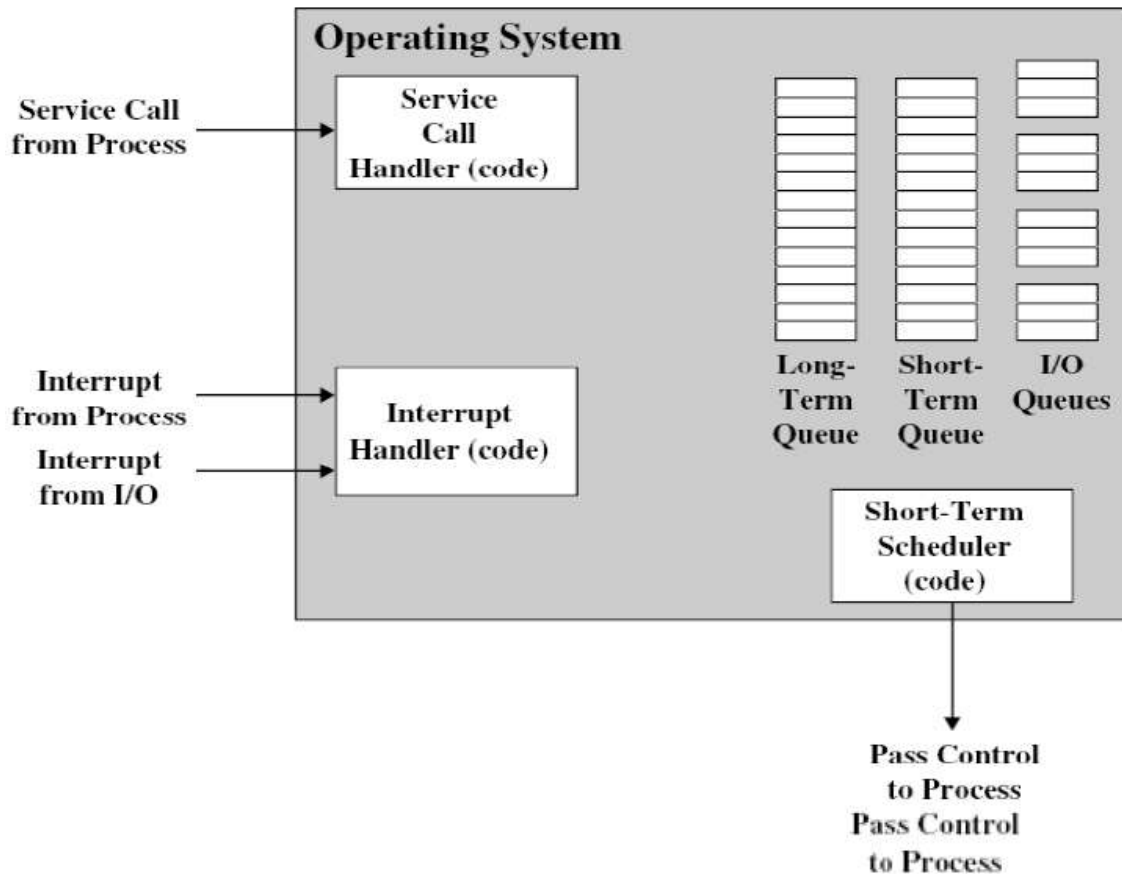 Operating System
Service Call
from Process
Service
Call
Handler (code)
Interrupt
from Process
Interrupt
from I/O
Interrupt
Handler (code)
Long-
Term
Queue
Short-
Term
Queue
I/O
Queues
Short-Term
Scheduler
(code)
Pass Control
to Process
Pass Control
to Process